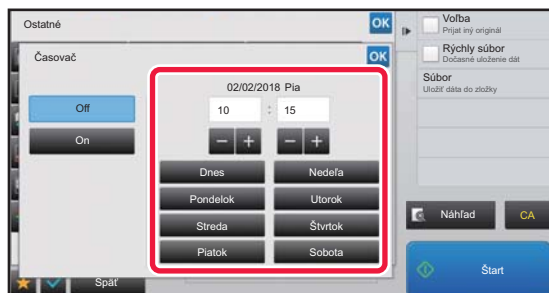 Ostatné
OK
Voľba
Prijat iný originál
Časovač
OK
Rýchly súbor
Dočasné uloženie dát
Súbor
Uložiť dáta do zložky
02/02/2018 Pia
Off
10 : 15
On
Dnes
Nedeľa
Pondelok
Utorok
Streda
Štvrtok
Piatok
Sobota
Náhľad
CA
Späť
Štart